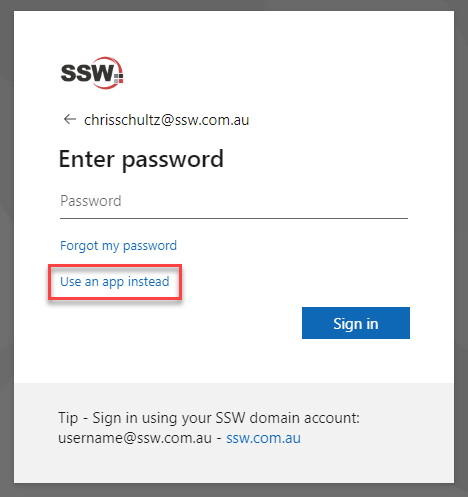 SSW
← chrisschultz@ssw.com.au
Enter password
Password
Forgot my password
Use an app instead
Sign in
Tip - Sign in using your SSW domain account:
username@ssw.com.au - ssw.com.au